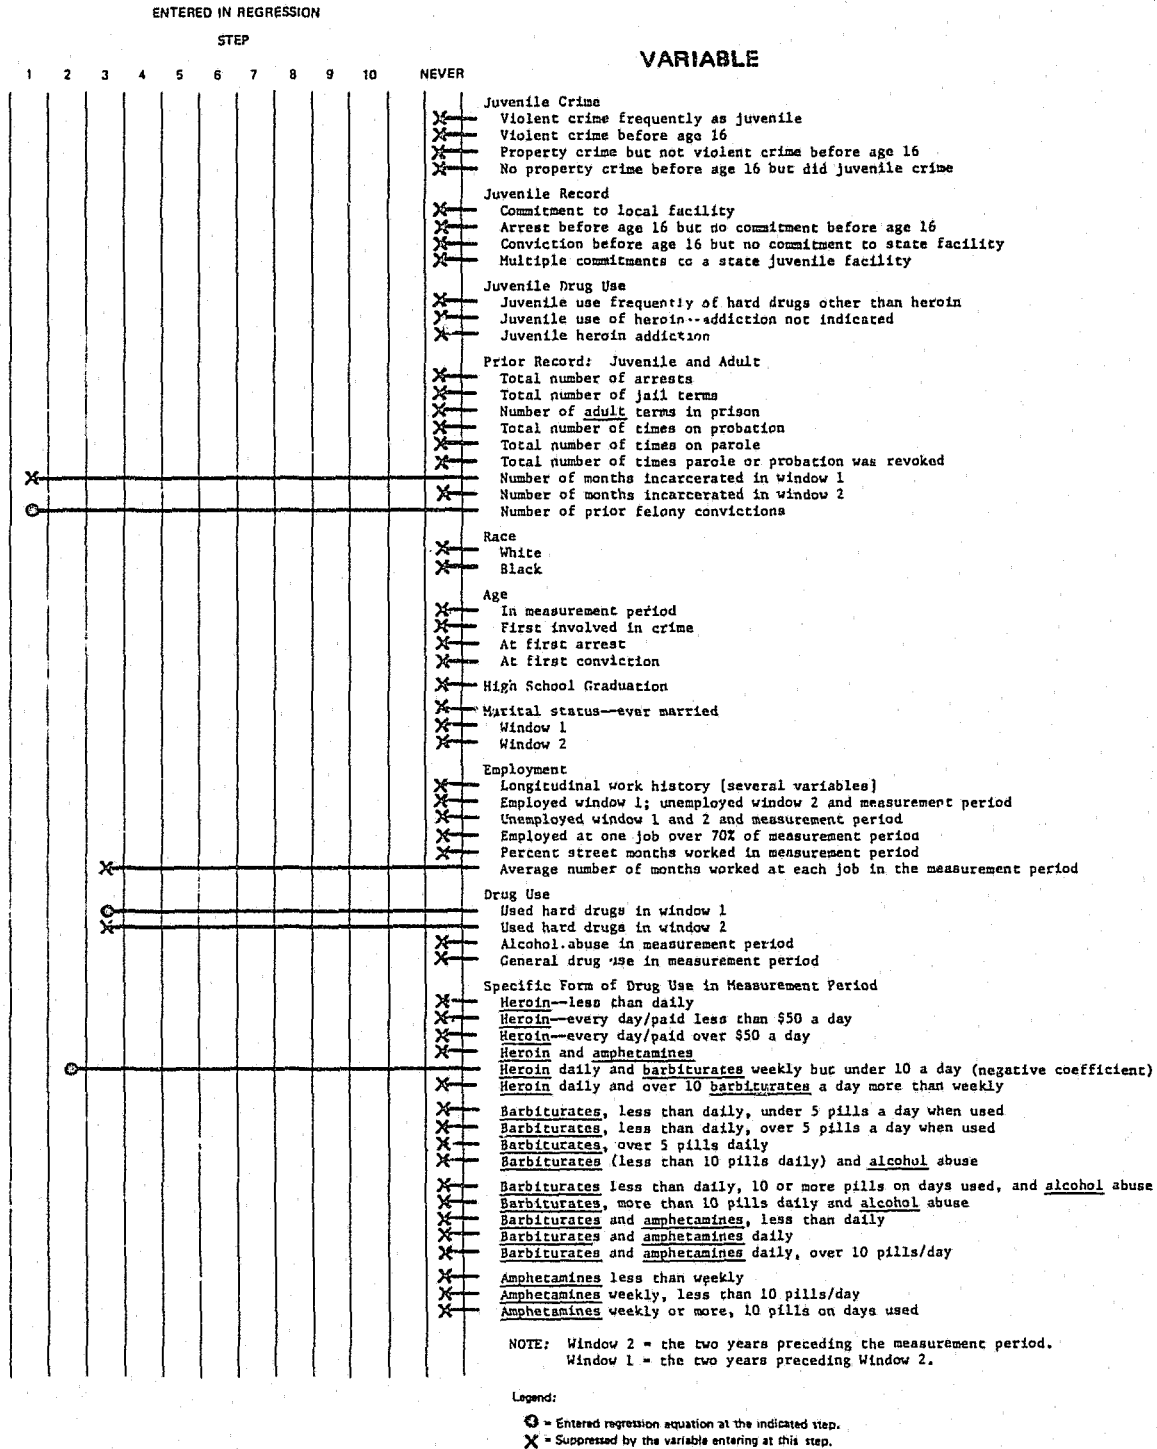 ENTERED IN REGRESSION
STEP
VARIABLE
1 2 3 4 5 6 7 8 9 10 NEVER
Juvenile Crime
Violent crime frequently as juvenile
Violent crime before age 16
Property crime but not violent crime before age 16
No property crime before age 16 but did juvenile crime
Juvenile Record
Commitment to local facility
Arrest before age 16 but no commitment before age 16
Conviction before age 16 but no commitment to state facility
Multiple commitments to a state juvenile facility
Juvenile Drug Use
Juvenile use frequently of hard drugs other than heroin
Juvenile use of heroin--addiction not indicated
Juvenile heroin addiction
Prior Record: Juvenile and Adult
Total number of arrests
Total number of jail terms
Number of adult terms in prison
Total number of times on probation
Total number of times on parole
Total number of times parole or probation was revoked
Number of months incarcerated in window 1
Number of months incarcerated in window 2
Number of prior felony convictions
Race
White
Black
Age
In measurement period
First involved in crime
At first arrest
At first conviction
High School Graduation
Marital status--ever married
Window 1
Window 2
Employment
Longitudinal work history [several variables]
Employed window 1; unemployed window 2 and measurement period
Unemployed window 1 and 2 and measurement period
Employed at one job over 70% of measurement period
Percent street months worked in measurement period
Average number of months worked at each job in the measurement period
Drug Use
Used hard drugs in window 1
Used hard drugs in window 2
Alcohol abuse in measurement period
General drug use in measurement period
Specific Form of Drug Use in Measurement Period
Heroin--less than daily
Heroin--every day/paid less than $50 a day
Heroin--every day/paid over $50 a day
Heroin and amphetamines
Heroin daily and barbiturates weekly but under 10 a day (negative coefficient)
Heroin daily and over 10 barbiturates a day more than weekly
Barbiturates, less than daily, under 5 pills a day when used
Barbiturates, less than daily, over 5 pills a day when used
Barbiturates, over 5 pills daily
Barbiturates (less than 10 pills daily) and alcohol abuse
Barbiturates less than daily, 10 or more pills on days used, and alcohol abuse
Barbiturates, more than 10 pills daily and alcohol abuse
Barbiturates and amphetamines, less than daily
Barbiturates and amphetamines daily
Barbiturates and amphetamines daily, over 10 pills/day
Amphetamines less than weekly
Amphetamines weekly, less than 10 pills/day
Amphetamines weekly or more, 10 pills on days used
NOTE: Window 2 = the two years preceding the measurement period.
Window 1 = the two years preceding Window 2.
Legend:
O = Entered regression equation at the indicated step.
X = Suppressed by the variable entering at this step.